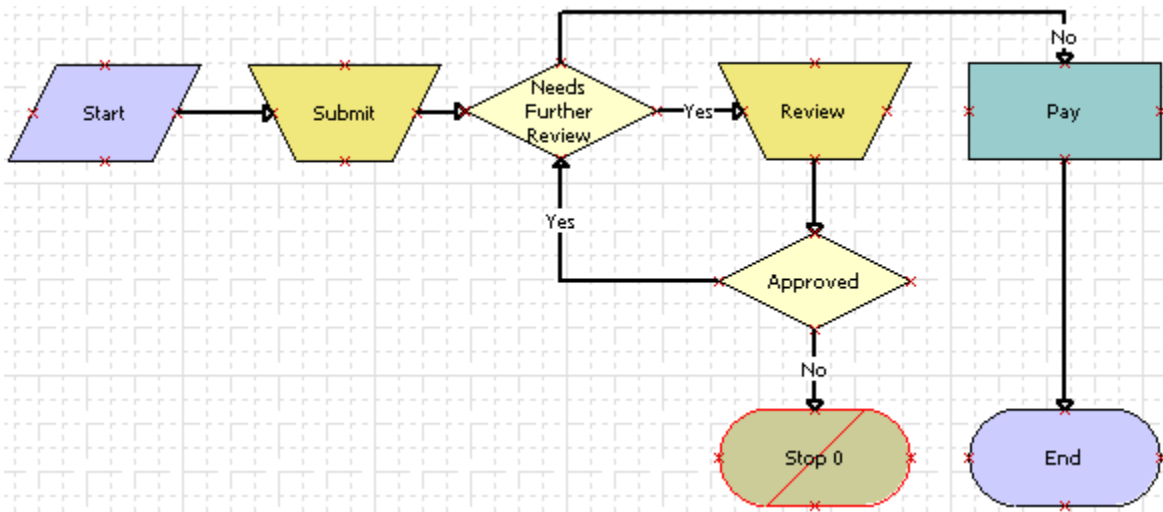 No
Start
Submit
Needs
Further
Review
Yes
Review
Pay
Yes
Approved
No
Stop 0
End